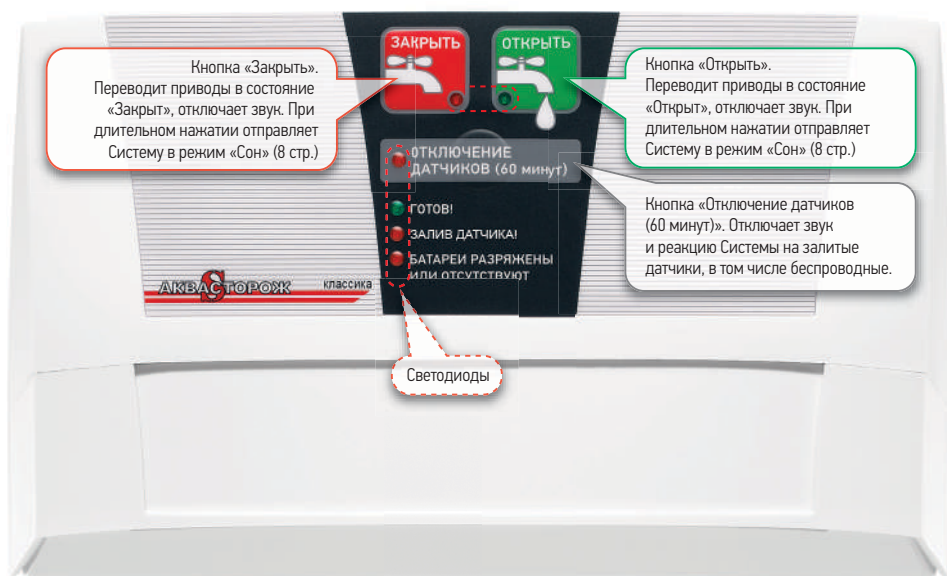 ЗАКРЫТЬ
ОТКРЫТЬ
Кнопка «Закрыть».
Переводит приводы в состояние
«Закрыт», отключает звук. При
длительном нажатии отправляет
Систему в режим «Сон» (8 стр.)
Кнопка «Открыть».
Переводит приводы в состояние
«Открыт», отключает звук. При
длительном нажатии отправляет
Систему в режим «Сон» (8 стр.)
ОТКЛЮЧЕНИЕ
ДАТЧИКОВ (60 минут)
Кнопка «Отключение датчиков
(60 минут)». Отключает звук
и реакцию Системы на залитые
датчики, в том числе беспроводные.
ГОТОВ!
ЗАЛИВ ДАТЧИКА!
БАТАРЕИ РАЗРЯЖЕНЫ
ИЛИ ОТСУТСТВУЮТ
АКВАСТОРОЖ
классика
Светодиоды